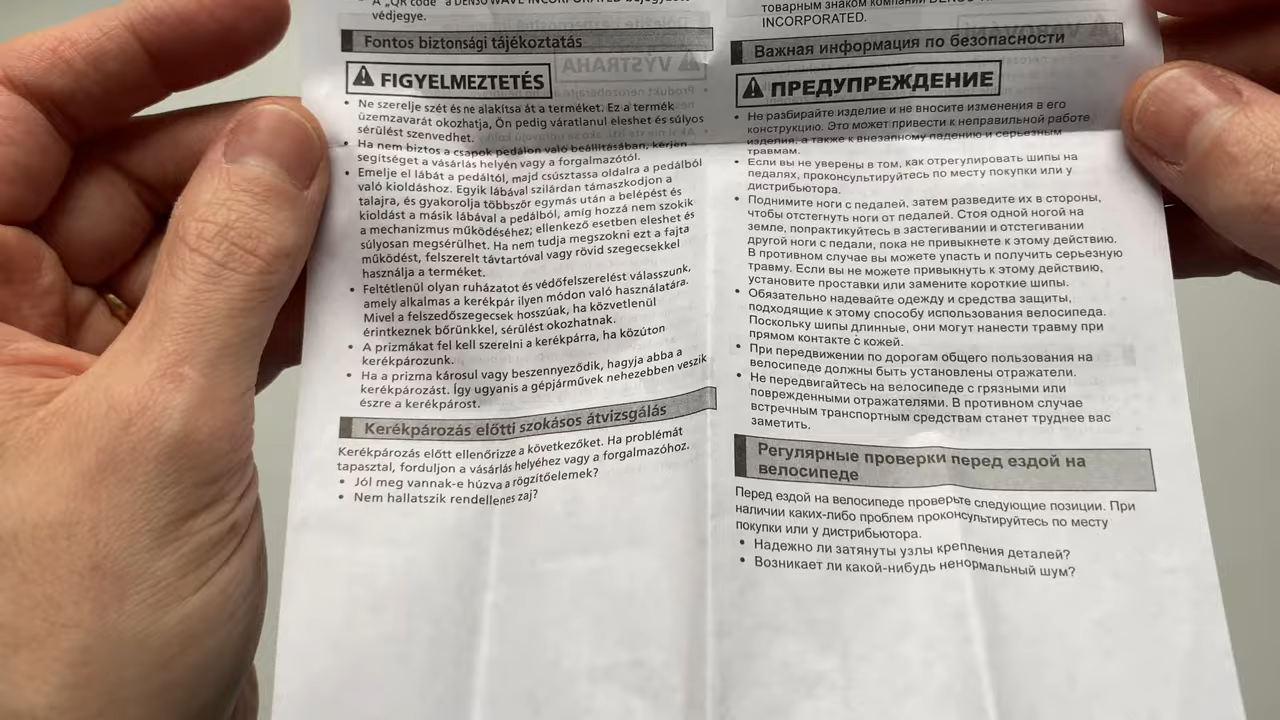 A „QR code” a DENSO WAVE INCORPORATED bejegyzett
védjegye.
Fontos biztonsági tájékoztatás
FIGYELMEZTETÉS
• Ne szerelje szét és ne alakítsa át a terméket. Ez a termék
üzemzavarát okozhatja, Ön pedig váratlanul eleshet és súlyos
sérülést szenvedhet.
• Ha nem biztos a csapok pedálon való beállításában, kérjen
segítséget a vásárlás helyén vagy a forgalmazótól.
• Emelje el lábát a pedáltól, majd csúsztassa oldalra a pedálból
való kioldáshoz. Egyik lábával szilárdan támaszkodjon a
talajra, és gyakorolja többször egymás után a belépést és
kioldást a másik lábával a pedálból, amíg hozzá nem szokik
a mechanizmus működéséhez; ellenkező esetben eleshet és
súlyosan megsérülhet. Ha nem tudja megszokni ezt a fajta
működést, felszerelt távtartóval vagy rövid szegecsekkel
használja a terméket.
• Feltétlenül olyan ruházatot és védőfelszerelést válasszunk,
amely alkalmas a kerékpár ilyen módon való használatára.
Mivel a felszedőszegecsek hosszúak, ha közvetlenül
érintkeznek bőrünkkel, sérülést okozhatnak.
• A prizmákat fel kell szerelni a kerékpárra, ha közúton
kerékpározunk.
• Ha a prizma károsul vagy beszennyeződik, hagyja abba a
kerékpározást. Így ugyanis a gépjárművek nehezebben veszik
észre a kerékpárost.
Kerékpározás előtti szokásos átvizsgálás
Kerékpározás előtt ellenőrizze a következőket. Ha problémát
tapasztal, forduljon a vásárlás helyéhez vagy a forgalmazóhoz.
• Jól meg vannak-e húzva a rögzítőelemek?
• Nem hallatszik rendellenes zaj?
товарным знаком компании DENSO
INCORPORATED.
Важная информация по безопасности
ПРЕДУПРЕЖДЕНИЕ
• Не разбирайте изделие и не вносите изменения в его
конструкцию. Это может привести к неправильной работе
изделия, а также к внезапному падению и серьезным
травмам.
• Если вы не уверены в том, как отрегулировать шипы на
педалях, проконсультируйтесь по месту покупки или у
дистрибьютора.
• Поднимите ноги с педалей, затем разведите их в стороны,
чтобы отстегнуть ноги от педалей. Стоя одной ногой на
земле, попрактикуйтесь в застегивании и отстегивании
другой ноги с педали, пока не привыкнете к этому действию.
В противном случае вы можете упасть и получить серьезную
травму. Если вы не можете привыкнуть к этому действию,
установите проставки или замените короткие шипы.
• Обязательно надевайте одежду и средства защиты,
подходящие к этому способу использования велосипеда.
Поскольку шипы длинные, они могут нанести травму при
прямом контакте с кожей.
• При передвижении по дорогам общего пользования на
велосипеде должны быть установлены отражатели.
• Не передвигайтесь на велосипеде с грязными или
поврежденными отражателями. В противном случае
встречным транспортным средствам станет труднее вас
заметить.
Регулярные проверки перед ездой на
велосипеде
Перед ездой на велосипеде проверьте следующие позиции. При
наличии каких-либо проблем проконсультируйтесь по месту
покупки или у дистрибьютора.
• Надежно ли затянуты узлы крепления деталей?
• Возникает ли какой-нибудь ненормальный шум?